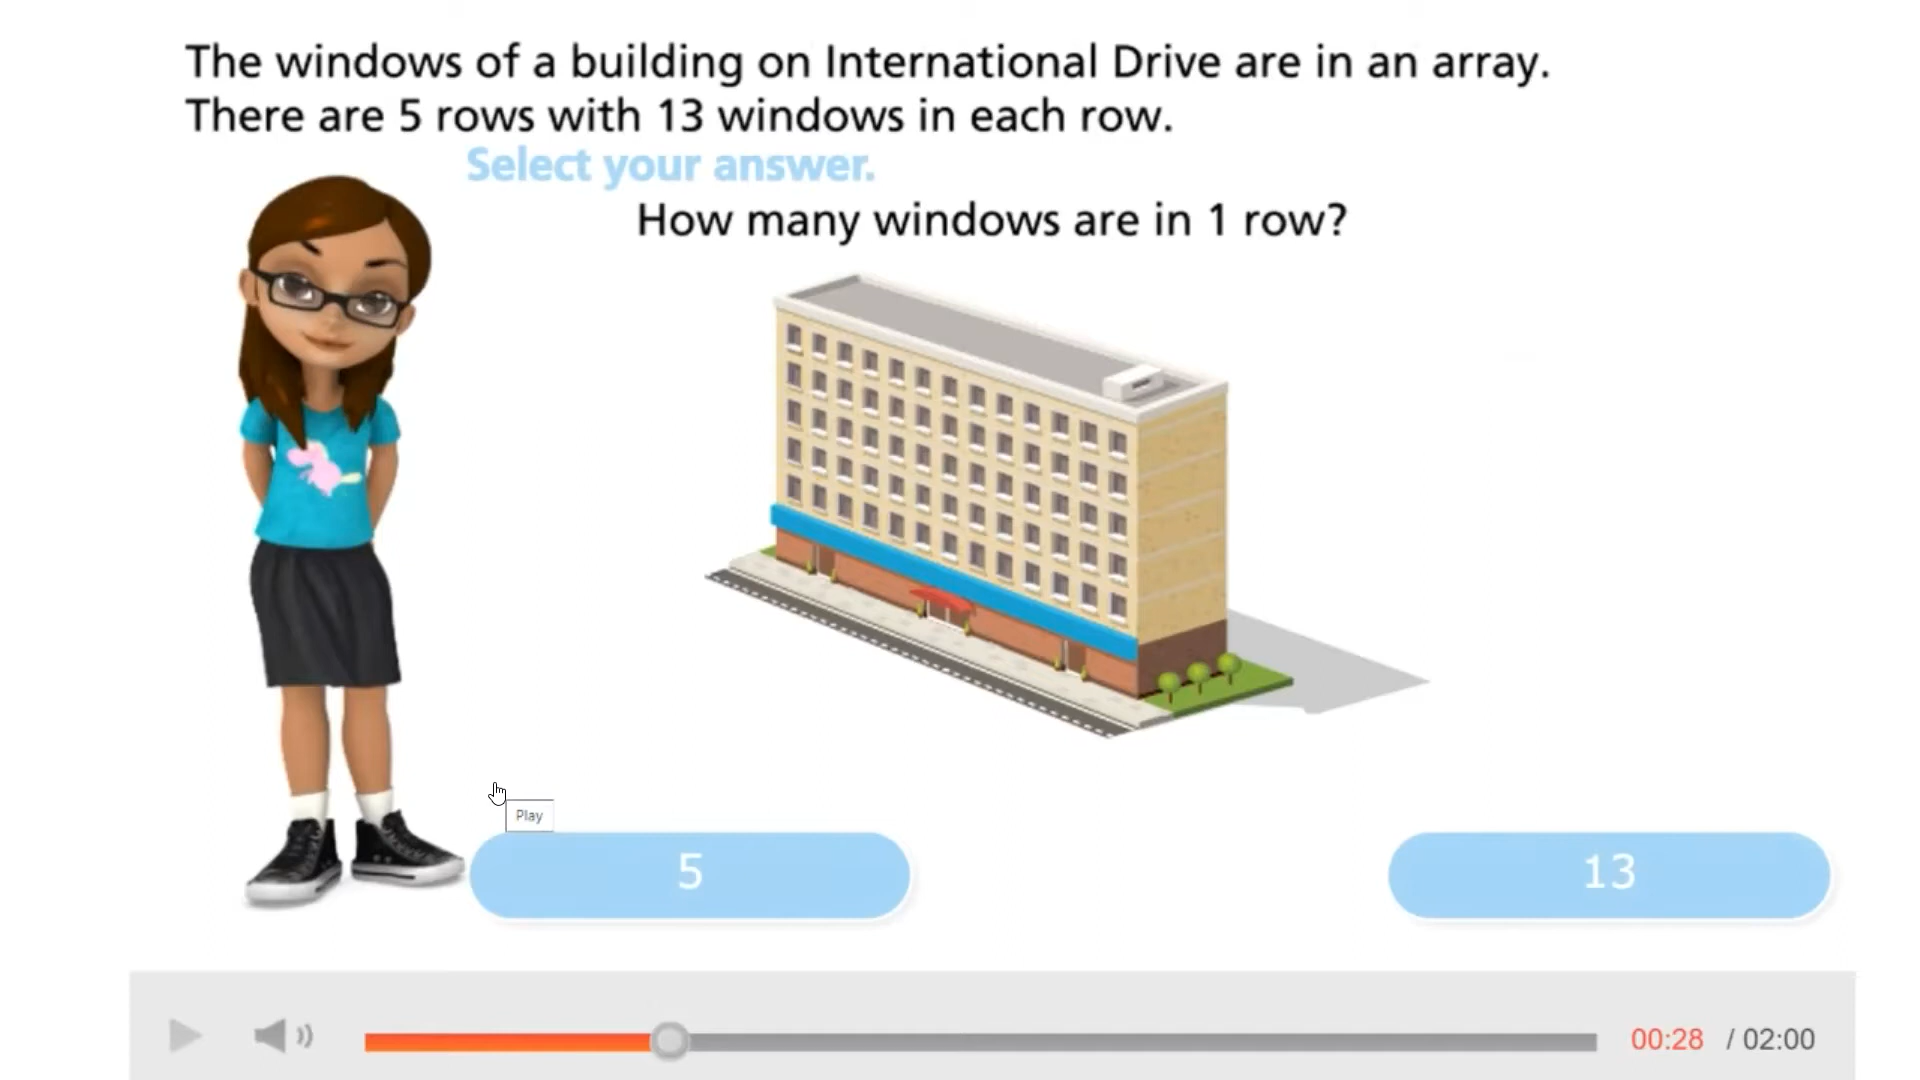 The windows of a building on International Drive are in an array.
There are 5 rows with 13 windows in each row.
Select your answer.
How many windows are in 1 row?
Play
5
13
00:28 / 02:00